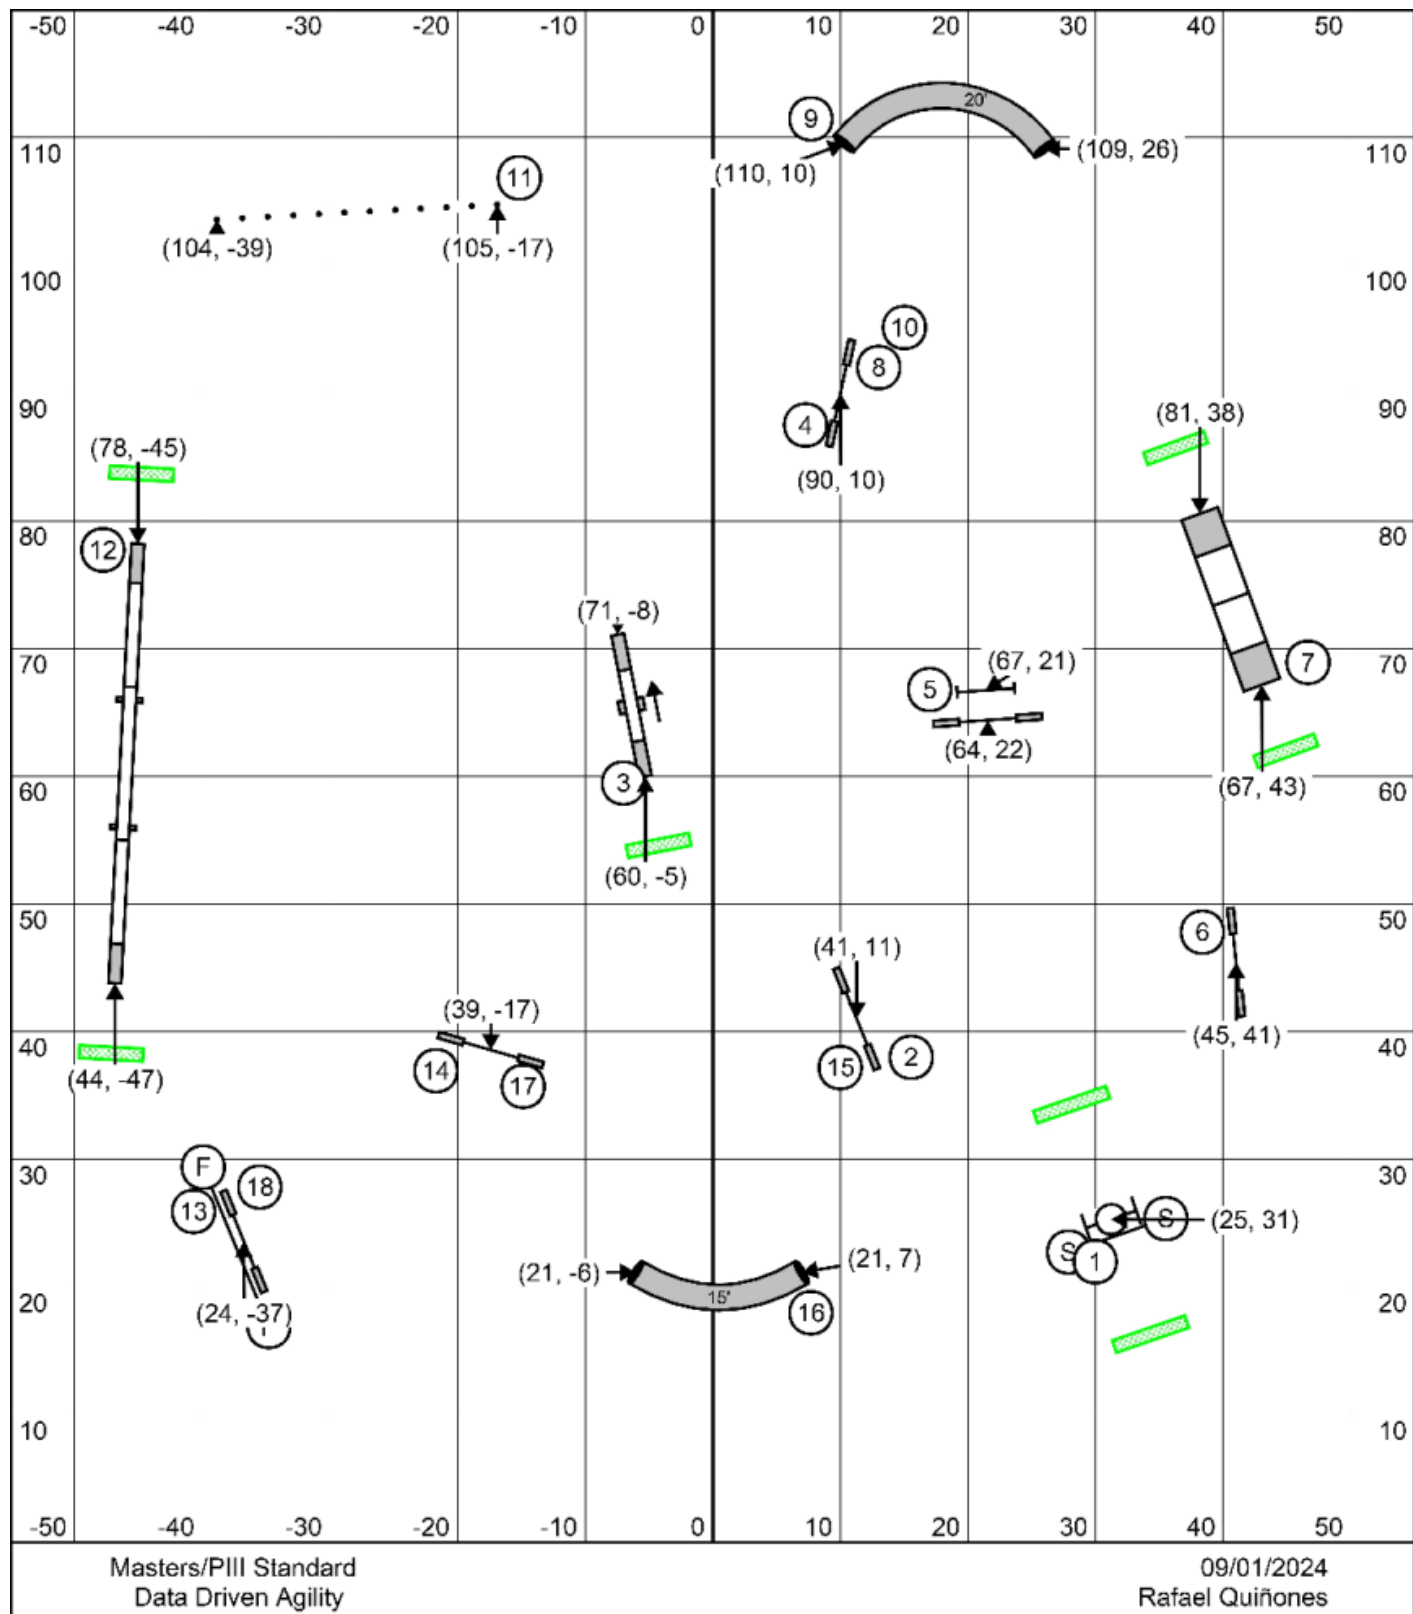 -50 -40 -30 -20 -10 0 10 20 30 40 50
20'
9
110 (110, 10) (109, 26) 110
11
(104, -39) (105, -17)
100 100
10
8
90 4 (81, 38) 90
(78, -45) (90, 10)
80 12 80
(71, -8)
70 5 (67, 21) 7 70
(64, 22)
60 3 (67, 43) 60
(60, -5)
50 6 50
(41, 11)
(39, -17) (45, 41)
40 14 17 15 2 40
(44, -47)
30 F 18 30
13 S (25, 31)
S 1
(21, -6) (21, 7)
20 (24, -37) 15' 16 20
10 10
-50 -40 -30 -20 -10 0 10 20 30 40 50
Masters/PIII Standard 09/01/2024
Data Driven Agility Rafael Quiñones